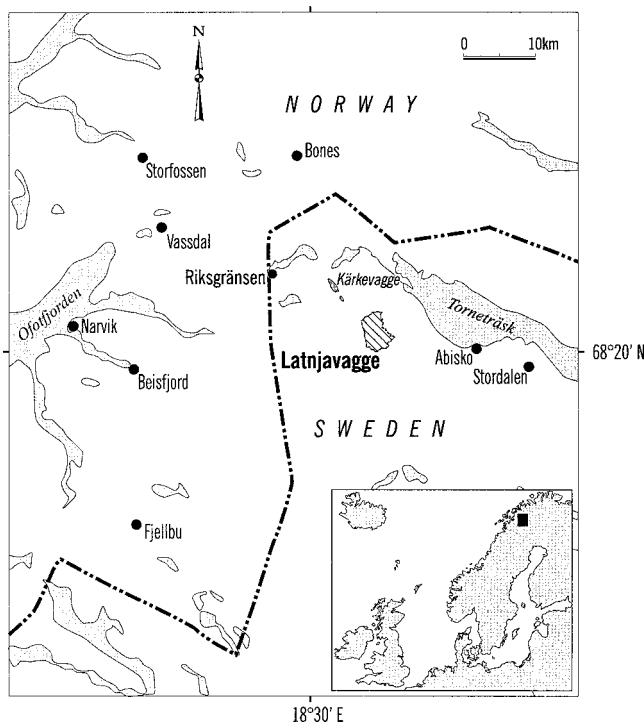 N
0 10km
NORWAY
Bones
Storfossen
Vassdal
Riksgränsen
Kärkevagge
Ofotfjorden
Torneträsk
Narvik
Latnjavagge
Abisko
68°20' N
Beisfjord
Stordalen
SWEDEN
Fjellbu
18°30' E